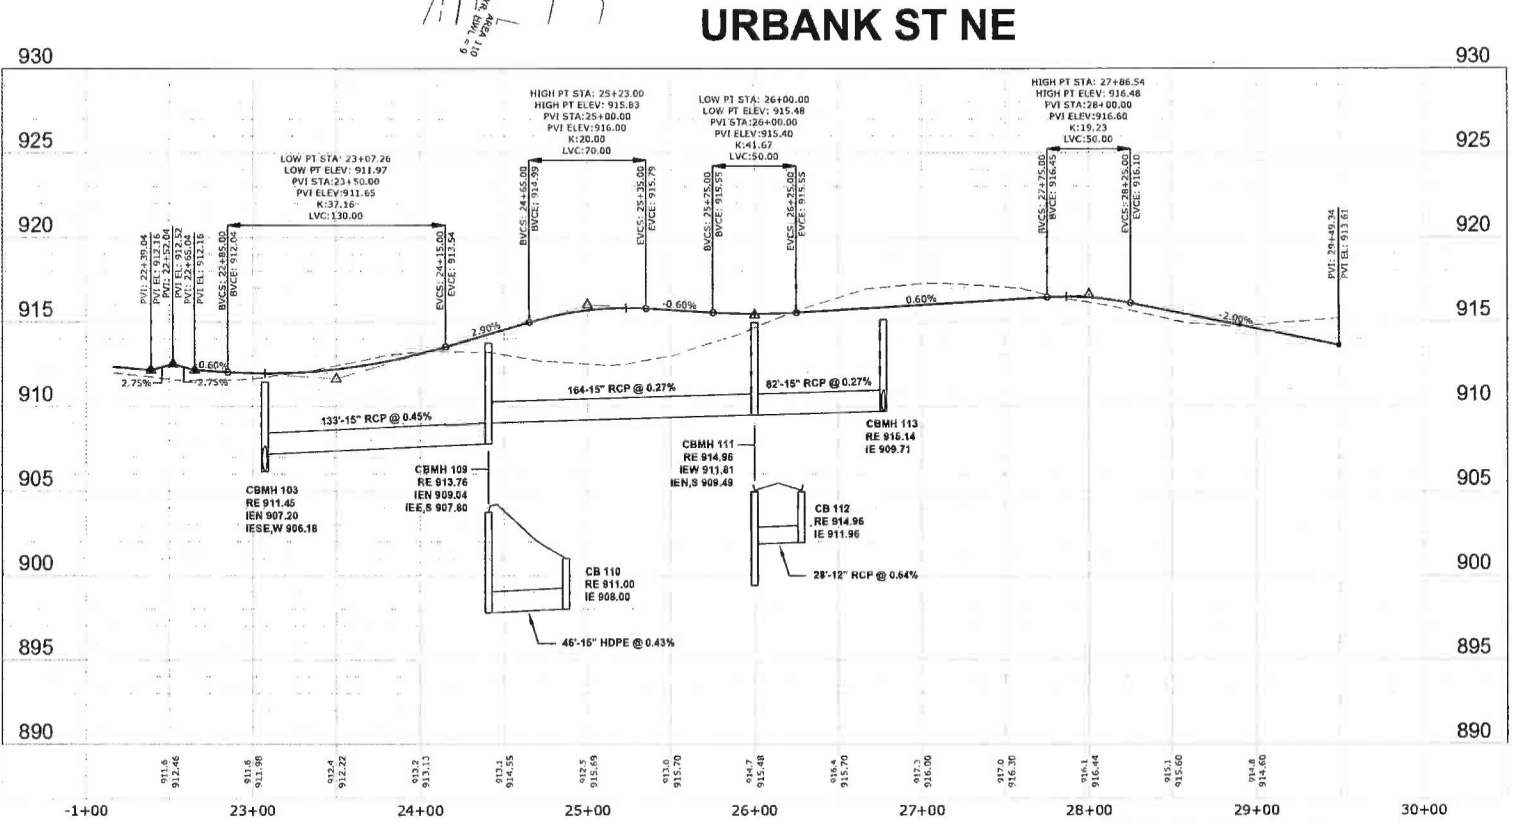 AREA 110
YR. HWL = 9
URBANK ST NE
930
930
HIGH PT STA: 25+23.00
HIGH PT ELEV: 915.83
PVI STA:25+00.00
PVI ELEV:916.00
K:20.00
LVC:70.00
LOW PT STA: 26+00.00
LOW PT ELEV: 915.48
PVI STA:26+00.00
PVI ELEV:915.40
K:41.67
LVC:50.00
HIGH PT STA: 27+86.54
HIGH PT ELEV: 916.48
PVI STA:28+00.00
PVI ELEV:916.60
K:19.23
LVC:50.00
925
925
LOW PT STA: 23+07.26
LOW PT ELEV: 911.97
PVI STA:23+50.00
PVI ELEV:911.65
K:37.16
LVC:130.00
920
920
PVI: 22+39.04
PVI EL: 912.16
PVI: 22+52.04
PVI EL: 912.52
PVI: 22+65.04
PVI EL: 912.16
BVCS: 22+85.00
BVCE: 912.04
EVCS: 24+15.00
EVCE: 913.54
BVCS: 24+65.00
BVCE: 914.99
EVCS: 25+35.00
EVCE: 915.79
BVCS: 25+75.00
BVCE: 915.55
EVCS: 26+25.00
EVCE: 915.55
BVCS: 27+75.00
BVCE: 916.45
EVCS: 28+25.00
EVCE: 916.10
PVI: 29+49.34
PVI EL: 913.61
915
915
2.75%
-2.75%
-0.60%
2.90%
-0.60%
0.60%
-2.00%
910
910
133'-15" RCP @ 0.45%
164-15" RCP @ 0.27%
82'-15" RCP @ 0.27%
CBMH 113
RE 915.14
IE 909.71
CBMH 111
RE 914.96
IEW 911.81
IEN,S 909.49
CBMH 109
RE 913.76
IEN 909.04
IEE,S 907.80
905
905
CBMH 103
RE 911.45
IEN 907.20
IESE,W 906.18
CB 112
RE 914.96
IE 911.96
28'-12" RCP @ 0.64%
900
900
CB 110
RE 911.00
IE 908.00
46'-15" HDPE @ 0.43%
895
895
890
890
911.6
912.46
911.6
911.98
912.4
912.22
913.2
913.13
913.1
914.55
912.5
915.69
913.0
915.70
914.7
915.48
916.4
915.70
917.3
916.00
917.0
916.30
916.1
916.44
915.1
915.60
914.8
914.60
-1+00
23+00
24+00
25+00
26+00
27+00
28+00
29+00
30+00